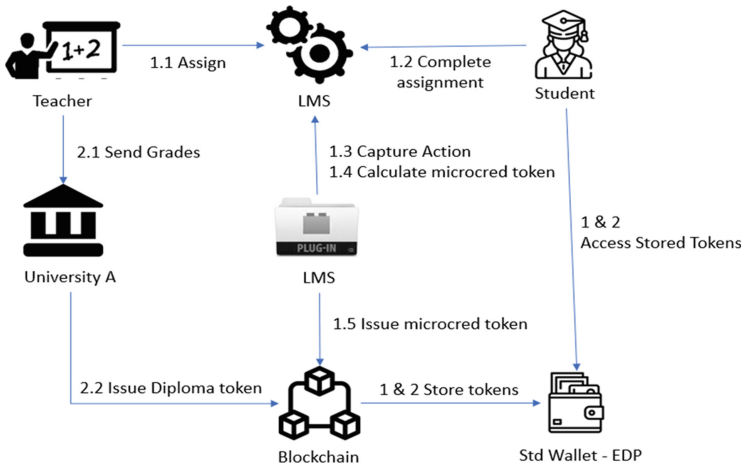 1+2
1.1 Assign
1.2 Complete
assignment
Teacher
LMS
Student
2.1 Send Grades
1.3 Capture Action
1.4 Calculate microcred token
PLUG-IN
1 & 2
Access Stored Tokens
University A
LMS
1.5 Issue microcred token
2.2 Issue Diploma token
1 & 2 Store tokens
Blockchain
Std Wallet - EDP